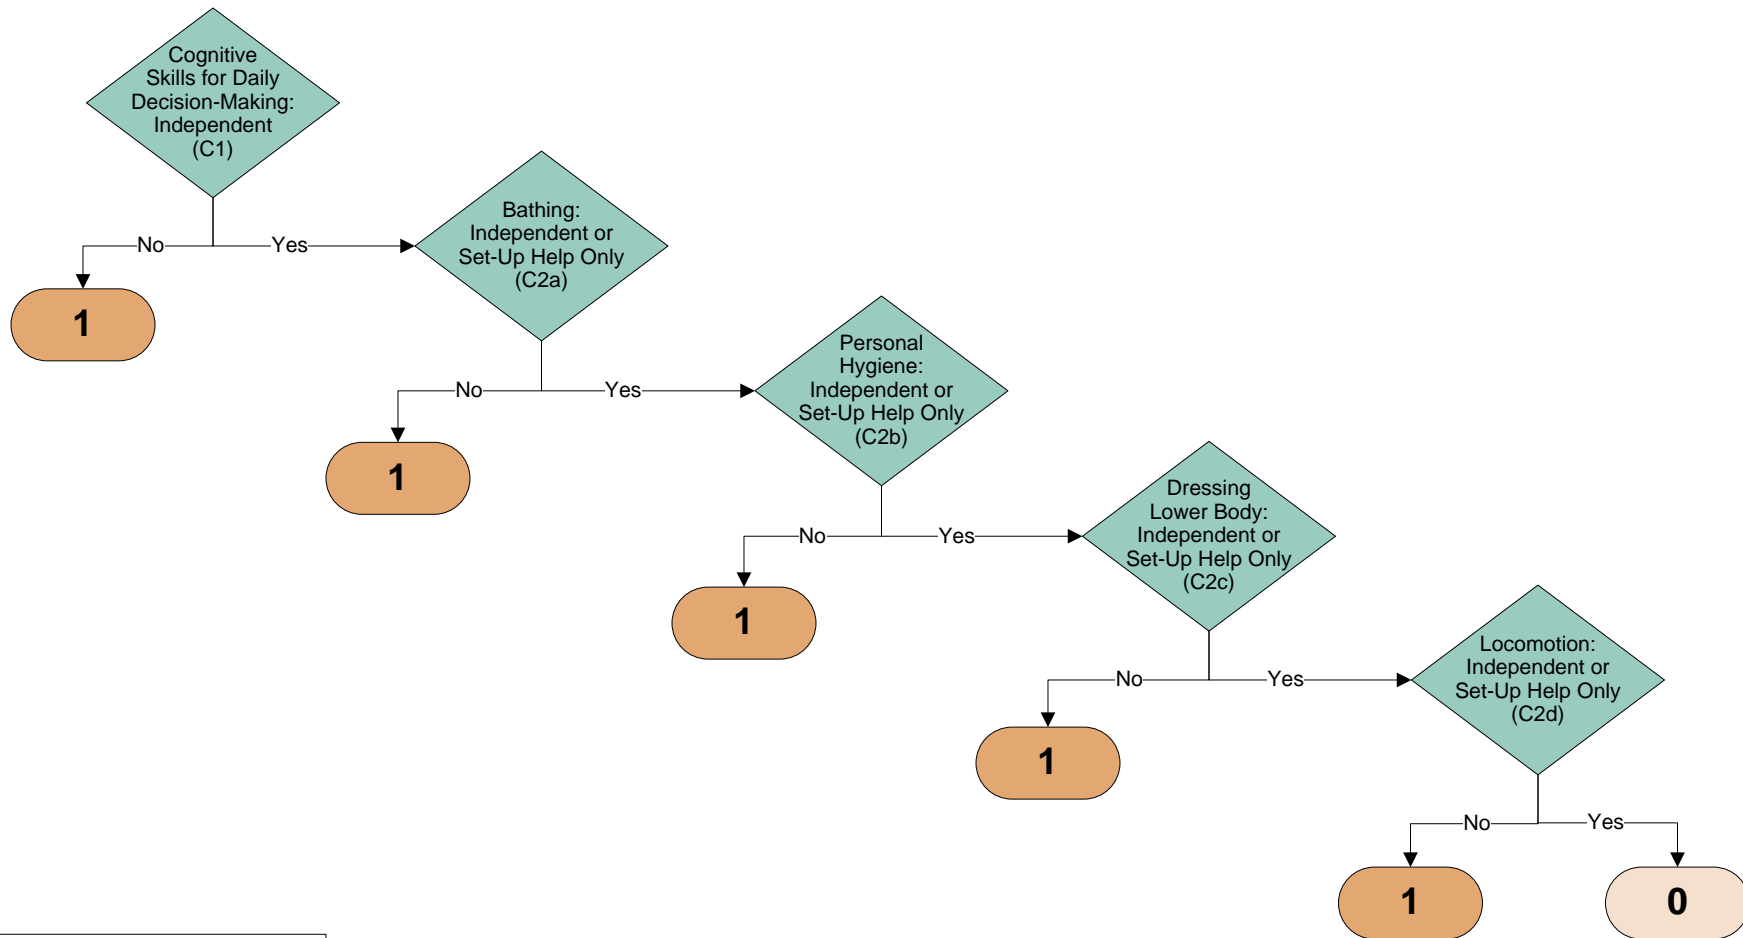 Cognitive
Skills for Daily
Decision-Making:
Independent
(C1)
No
Yes
1
Bathing:
Independent or
Set-Up Help Only
(C2a)
No
Yes
1
Personal
Hygiene:
Independent or
Set-Up Help Only
(C2b)
No
Yes
1
Dressing
Lower Body:
Independent or
Set-Up Help Only
(C2c)
No
Yes
1
Locomotion:
Independent or
Set-Up Help Only
(C2d)
No
Yes
1
0